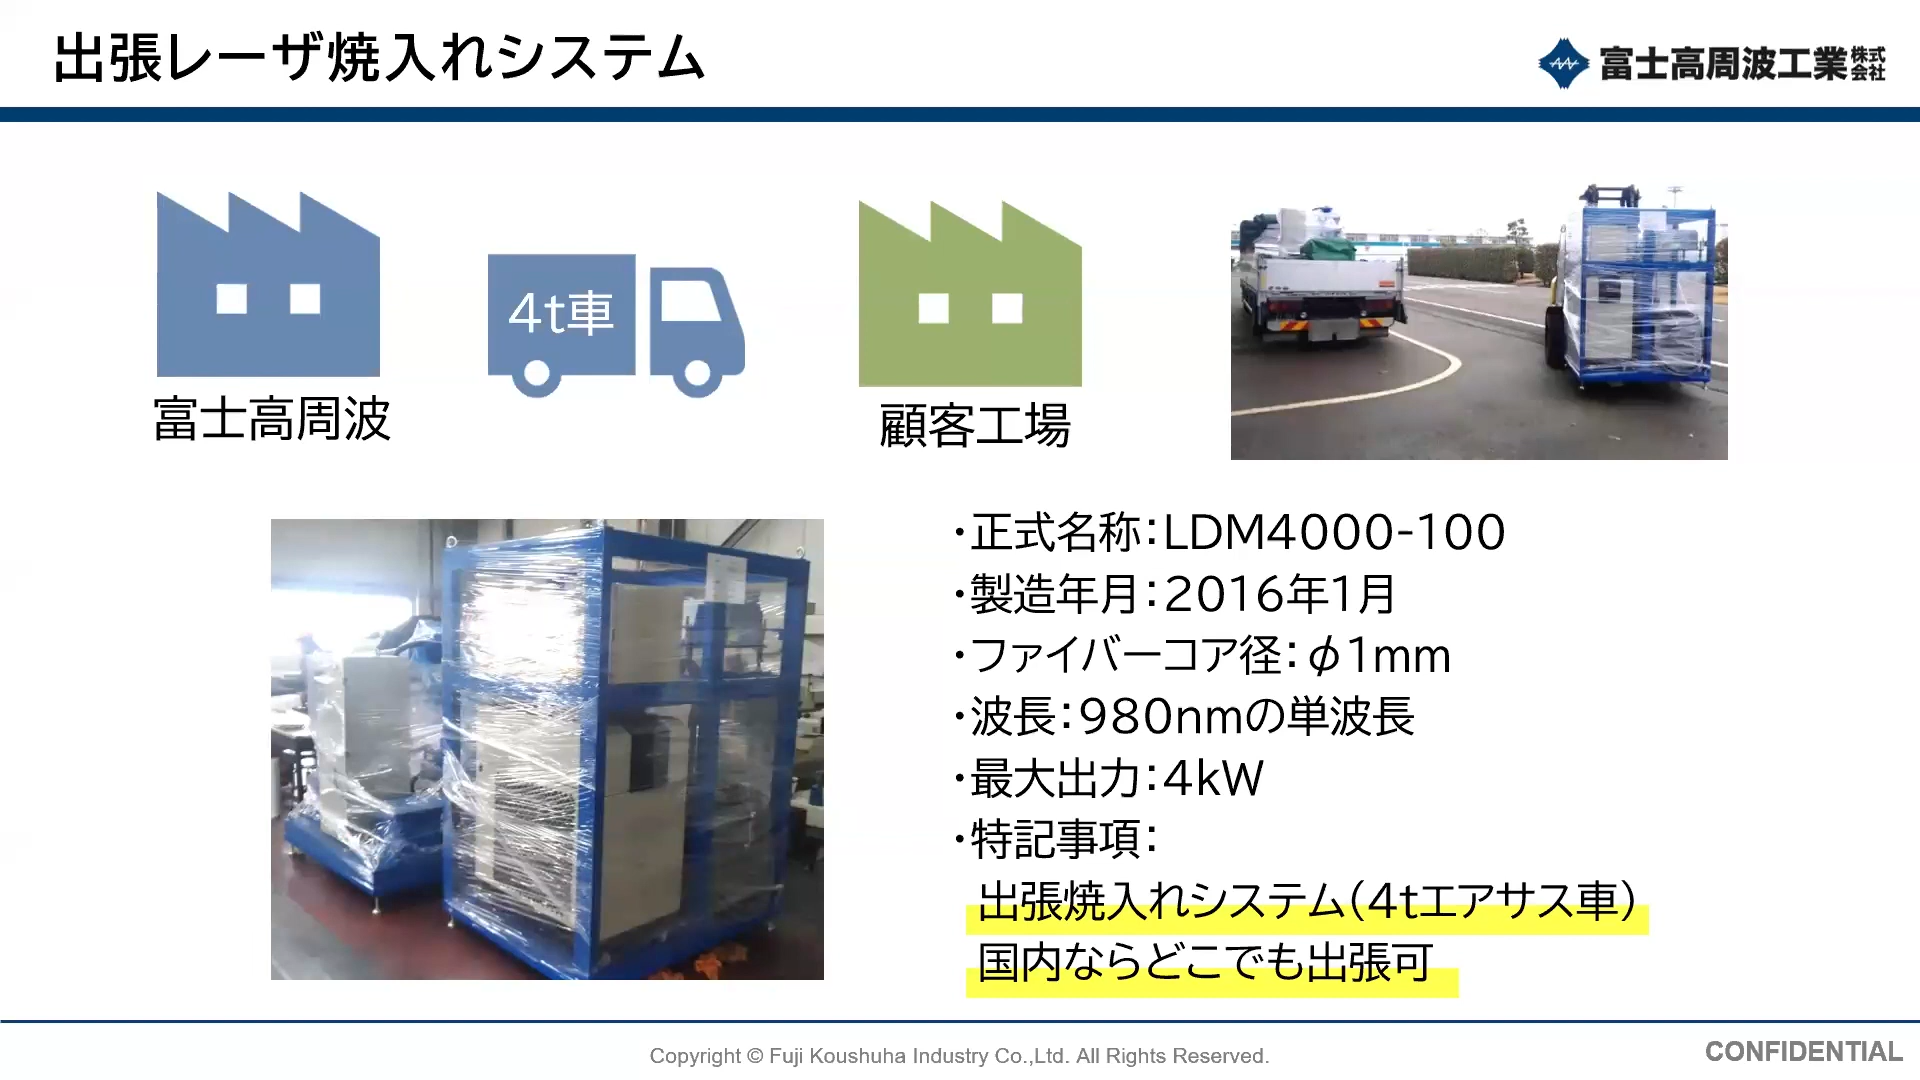 出張レーザ焼入れシステム
富士高周波工業株式会社
4t車
富士高周波
顧客工場
・正式名称：LDM4000-100
・製造年月：2016年1月
・ファイバーコア径：φ1mm
・波長：980nmの単波長
・最大出力：4kW
・特記事項：
出張焼入れシステム（4tエアサス車）
国内ならどこでも出張可
Copyright © Fuji Koushuha Industry Co.,Ltd. All Rights Reserved.
CONFIDENTIAL